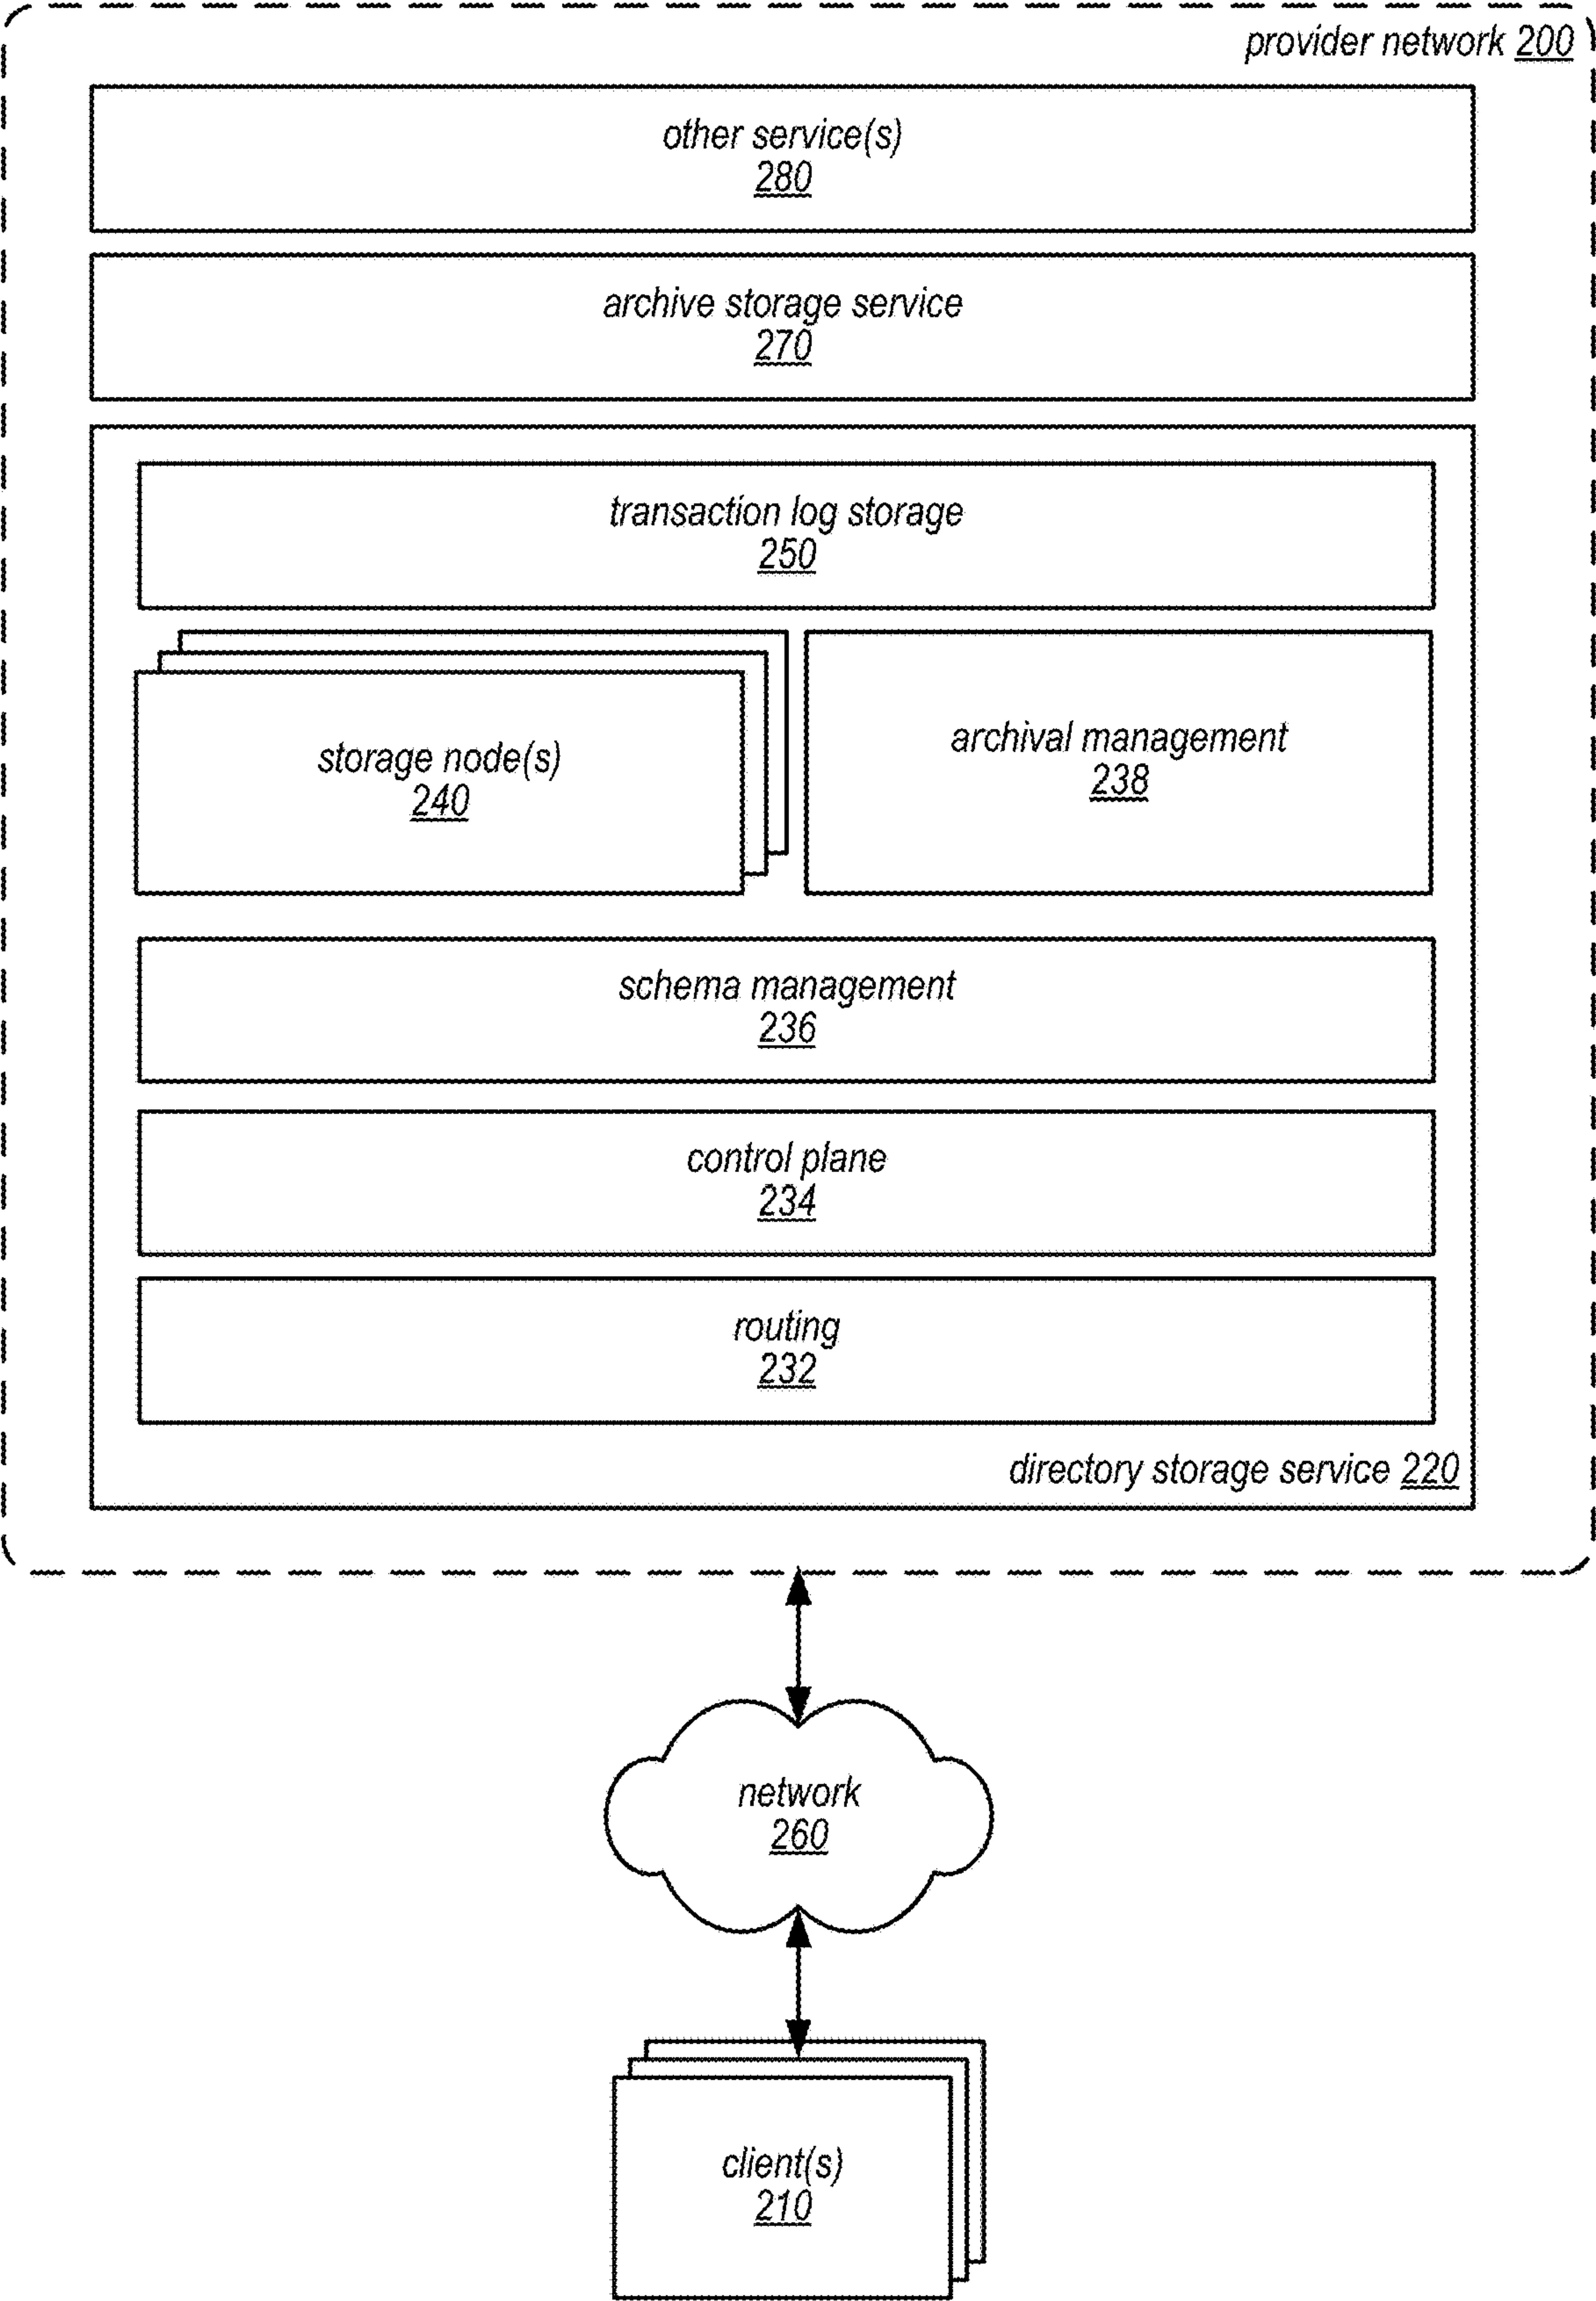 provider network 200
other service(s)
280
archive storage service
270
transaction log storage
250
storage node(s)
240
archival management
238
schema management
236
control plane
234
routing
232
directory storage service 220
network
260
client(s)
210